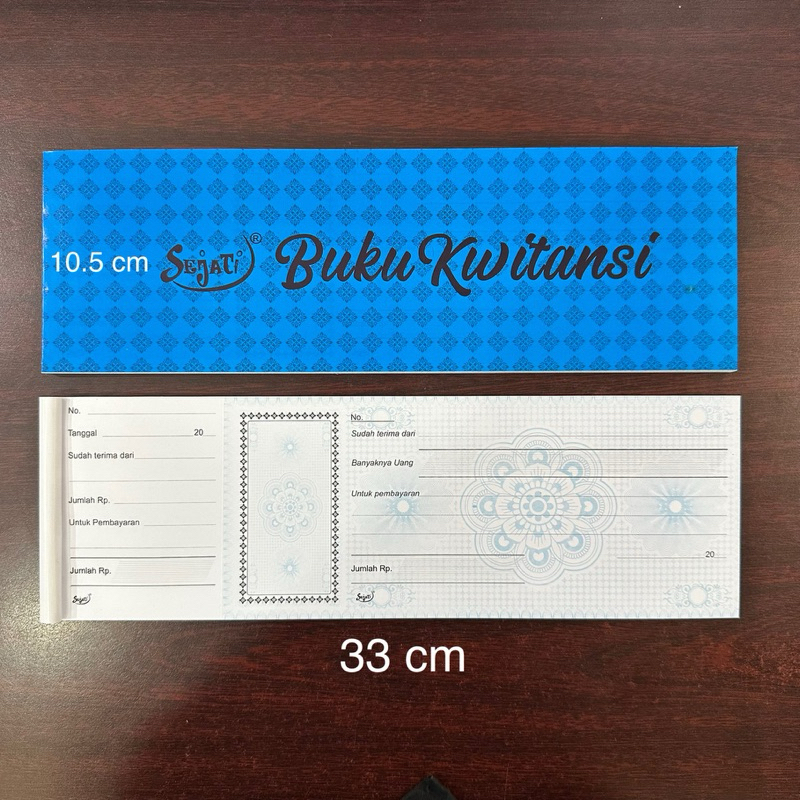 10.5 cm
SEJATI ® Buku Kwitansi
No.
Tanggal 20
Sudah terima dari
Jumlah Rp.
Untuk Pembayaran
Jumlah Rp.
Sejati
No.
Sudah terima dari
Banyaknya Uang
Untuk pembayaran
20
Jumlah Rp.
Sejati
33 cm